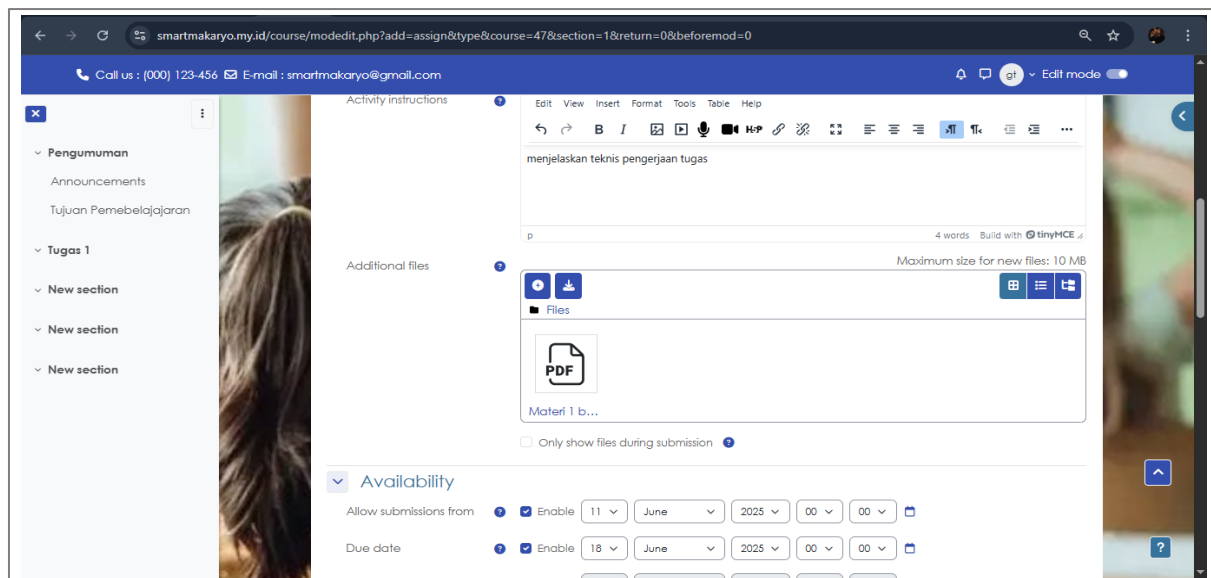 smartmakaryo.my.id/course/modedit.php?add=assign&type&course=47&section=1&return=0&beforemod=0
Call us : (000) 123-456 E-mail : smartmakaryo@gmail.com
gt Edit mode
Pengumuman
Announcements
Tujuan Pemebelajajaran
Tugas 1
New section
New section
New section
Activity instructions
Edit View Insert Format Tools Table Help
B I H-P
menjelaskan teknis pengerjaan tugas
p 4 words Build with tinyMCE
Additional files
Maximum size for new files: 10 MB
Files
PDF
Materi 1 b...
Only show files during submission
Availability
Allow submissions from Enable 11 June 2025 00 00
Due date Enable 18 June 2025 00 00